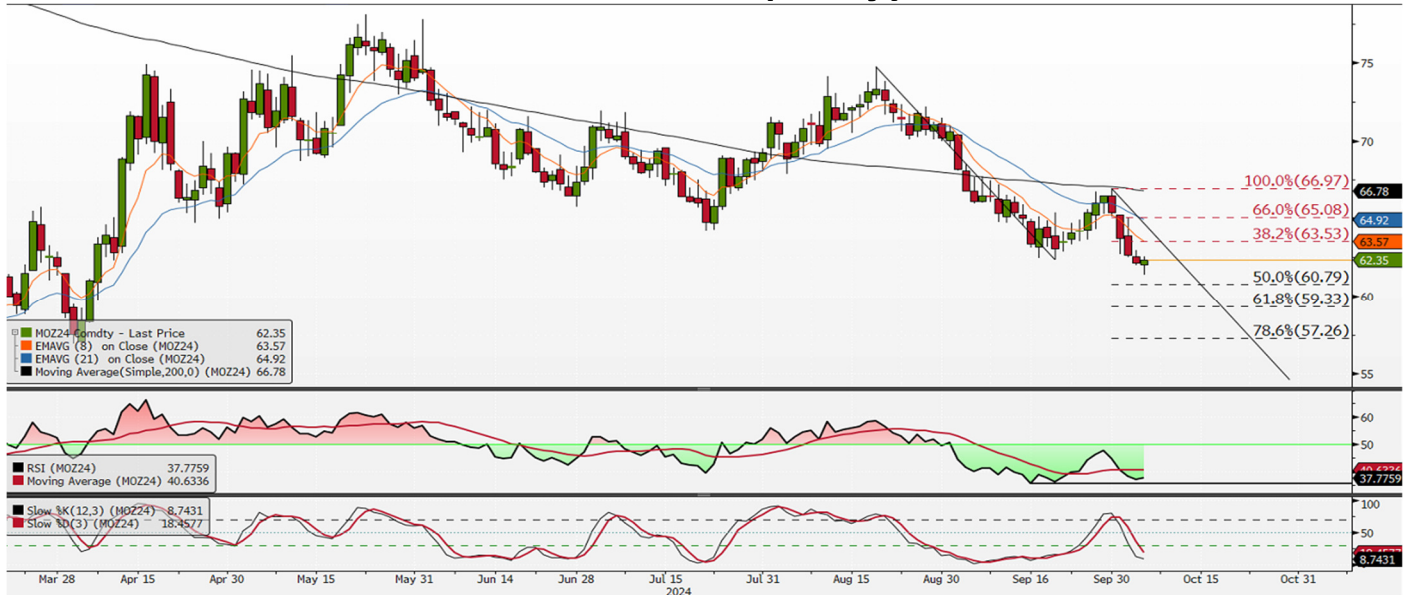 75
70
100.0%(66.97)
66.78
66.0%(65.08)
64.92
38.2%(63.53)
63.57
62.35
50.0%(60.79)
60
61.8%(59.33)
78.6%(57.26)
55
MOZ24 Comdty - Last Price 62.35
EMAVG (8) on Close (MOZ24) 63.57
EMAVG (21) on Close (MOZ24) 64.92
Moving Average(Simple,200,0) (MOZ24) 66.78
60
50
RSI (MOZ24) 37.7759
Moving Average (MOZ24) 40.6336
40.6336
37.7759
Slow %K(12,3) (MOZ24) 8.7431
Slow %D(3) (MOZ24) 18.4577
100
50
18.4577
8.7431
Mar 28 Apr 15 Apr 30 May 15 May 31 Jun 14 Jun 28 Jul 15 Jul 31 Aug 15 Aug 30 Sep 16 Sep 30 Oct 15 Oct 31
2024